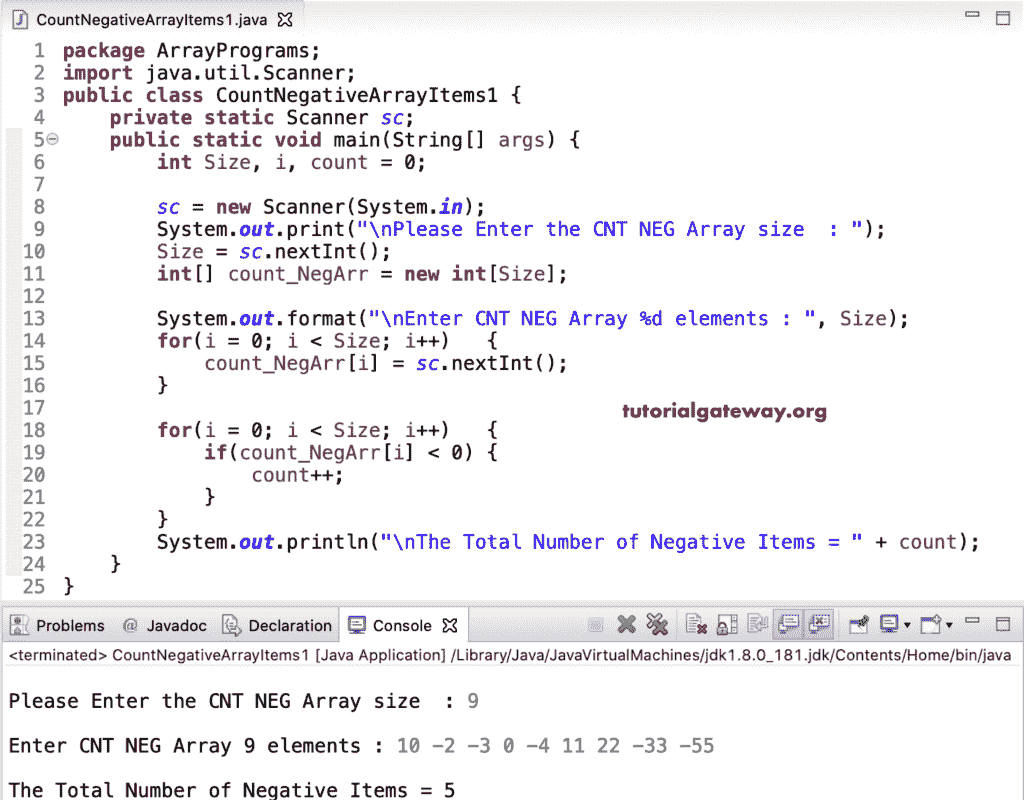 CountNegativeArrayItems1.java
1 package ArrayPrograms;
2 import java.util.Scanner;
3 public class CountNegativeArrayItems1 {
4     private static Scanner sc;
5     public static void main(String[] args) {
6         int Size, i, count = 0;
7
8         sc = new Scanner(System.in);
9         System.out.print("\nPlease Enter the CNT NEG Array size  : ");
10         Size = sc.nextInt();
11         int[] count_NegArr = new int[Size];
12
13         System.out.format("\nEnter CNT NEG Array %d elements : ", Size);
14         for(i = 0; i < Size; i++)   {
15             count_NegArr[i] = sc.nextInt();
16         }
17
tutorialgateway.org
18         for(i = 0; i < Size; i++)   {
19             if(count_NegArr[i] < 0) {
20                 count++;
21             }
22         }
23         System.out.println("\nThe Total Number of Negative Items = " + count);
24     }
25 }
Problems @ Javadoc Declaration Console
<terminated> CountNegativeArrayItems1 [Java Application] /Library/Java/JavaVirtualMachines/jdk1.8.0_181.jdk/Contents/Home/bin/java
Please Enter the CNT NEG Array size  : 9
Enter CNT NEG Array 9 elements : 10 -2 -3 0 -4 11 22 -33 -55
The Total Number of Negative Items = 5